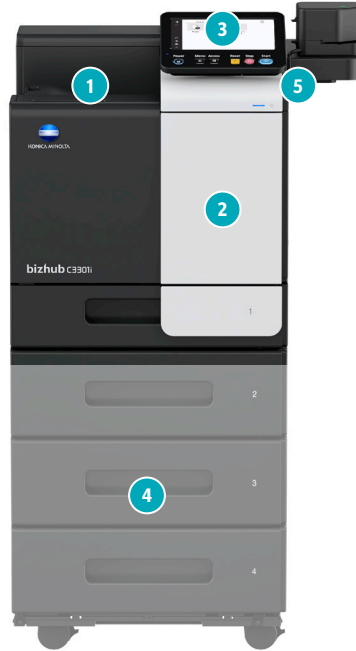 3
Power
Menu
Access
Reset
Stop
Start
1
5
KONICA MINOLTA
2
bizhub C3301i
1
2
3
4
4